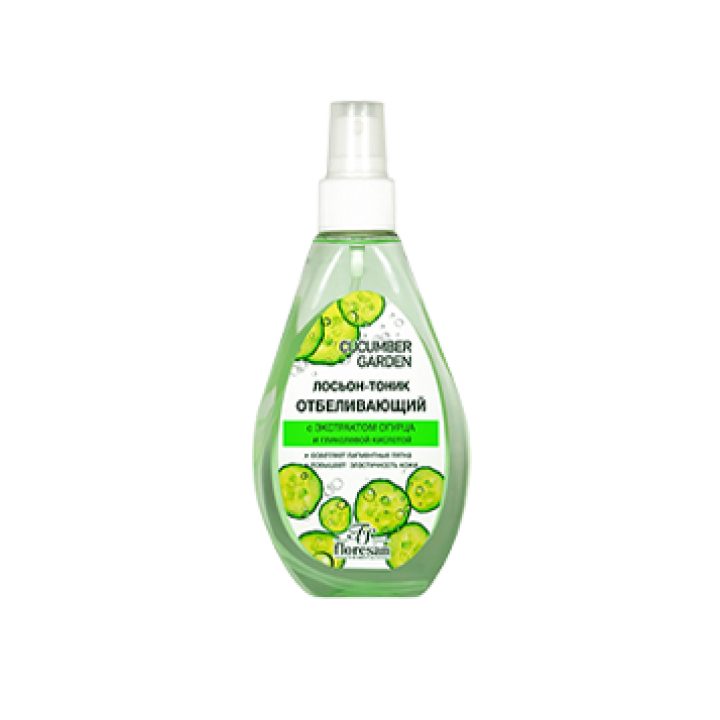 CUCUMBER
GARDEN
ЛОСЬОН-ТОНИК
ОТБЕЛИВАЮЩИЙ
с ЭКСТРАКТОМ ОГУРЦА
и ГЛИКОЛЕВОЙ КИСЛОТОЙ
осветляет пигментные пятна
повышает эластичность кожи
floresan